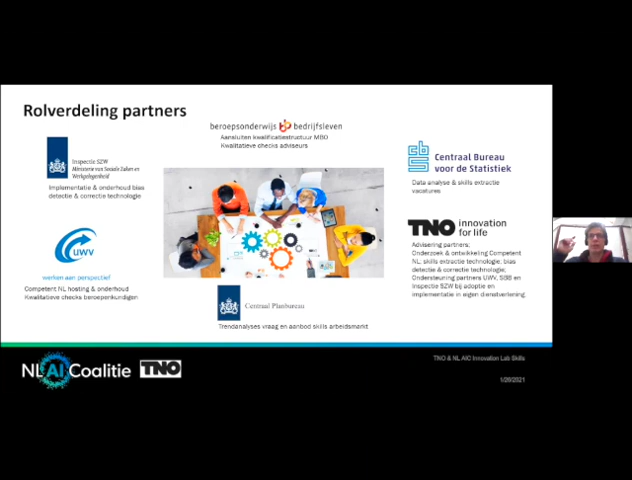 Rolverdeling partners
beroepsonderwijs bedrijfsleven
Aansluiten kwalificatiestructuur MBO
Kwalitatieve checks adviseurs
Inspectie SZW
Ministerie van Sociale Zaken en
Werkgelegenheid
Implementatie & onderhoud bias
detectie & correctie technologie
cbs
Centraal Bureau
voor de Statistiek
Data analyse & skills extractie
vacatures
TNO innovation
for life
Advisering partners;
Onderzoek & ontwikkeling Competent
NL, skills extractie technologie; bias
detectie & correctie technologie;
Ondersteuning partners UWV, SBB en
Inspectie SZW bij adoptie en
implementatie in eigen dienstverlening.
UWV
werken aan perspectief
Competent NL hosting & onderhoud
Kwalitatieve checks beroepenkundigen
Centraal Planbureau
Trendanalyses vraag en aanbod skills arbeidsmarkt
NL AI Coalitie TNO
TNO & NL AIC Innovation Lab Skills
1/28/2021